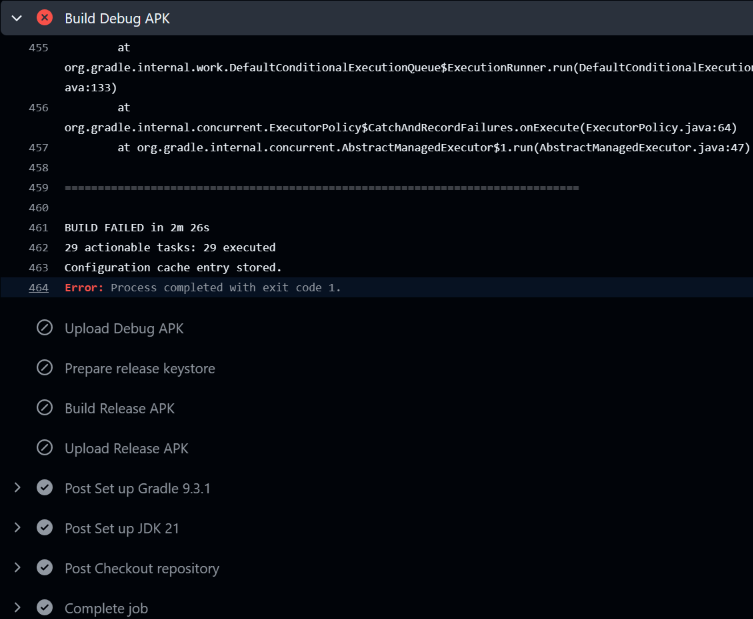 Build Debug APK
455 at
org.gradle.internal.work.DefaultConditionalExecutionQueue$ExecutionRunner.run(DefaultConditionalExecution
ava:133)
456 at
org.gradle.internal.concurrent.ExecutorPolicy$CatchAndRecordFailures.onExecute(ExecutorPolicy.java:64)
457 at org.gradle.internal.concurrent.AbstractManagedExecutor$1.run(AbstractManagedExecutor.java:47)
458
459 ==============================================================================
460
461 BUILD FAILED in 2m 26s
462 29 actionable tasks: 29 executed
463 Configuration cache entry stored.
464 Error: Process completed with exit code 1.
Upload Debug APK
Prepare release keystore
Build Release APK
Upload Release APK
Post Set up Gradle 9.3.1
Post Set up JDK 21
Post Checkout repository
Complete job